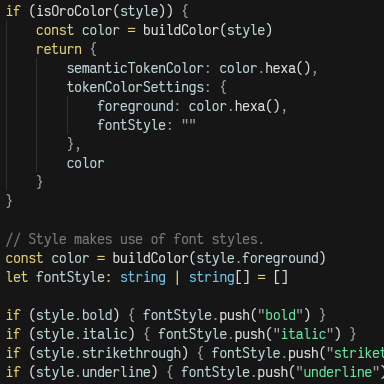 if (isOroColor(style)) {
    const color = buildColor(style)
    return {
        semanticTokenColor: color.hexa(),
        tokenColorSettings: {
            foreground: color.hexa(),
            fontStyle: ""
        },
        color
    }
}
// Style makes use of font styles.
const color = buildColor(style.foreground)
let fontStyle: string | string[] = []
if (style.bold) { fontStyle.push("bold") }
if (style.italic) { fontStyle.push("italic") }
if (style.strikethrough) { fontStyle.push("striket
if (style.underline) { fontStyle.push("underline")